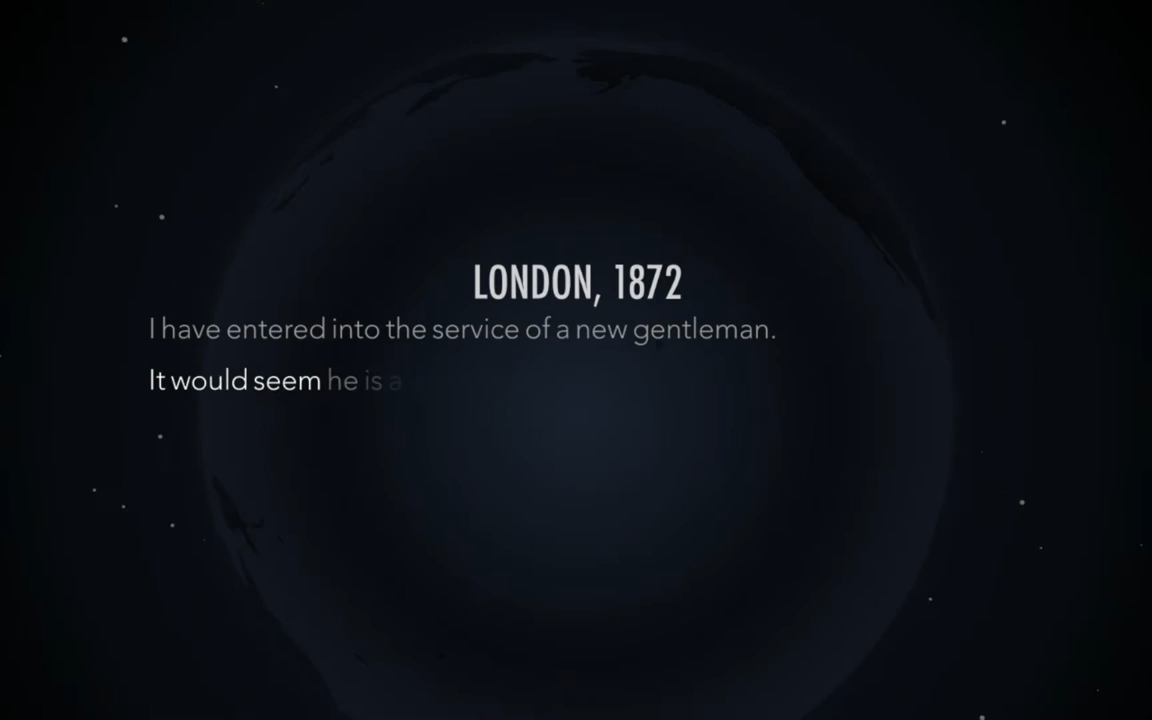 LONDON, 1872
I have entered into the service of a new gentleman.
It would seem he is a